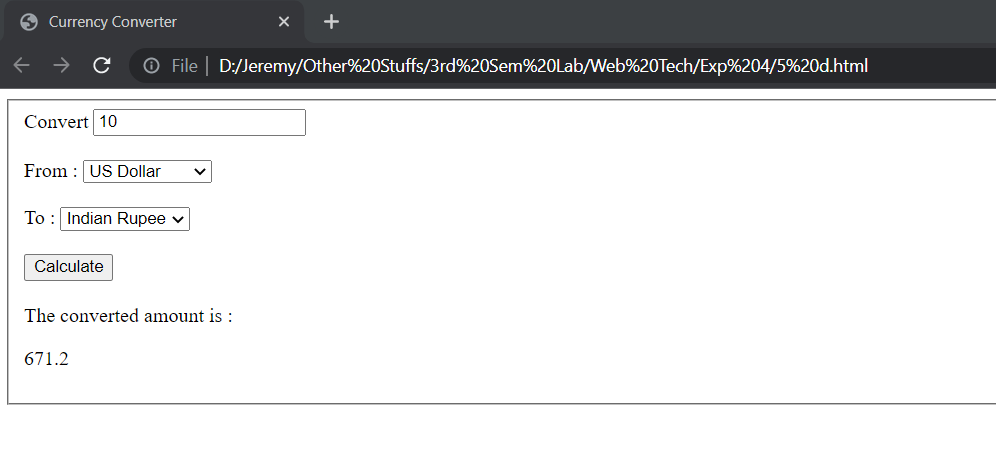 Currency Converter
File D:/Jeremy/Other%20Stuffs/3rd%20Sem%20Lab/Web%20Tech/Exp%204/5%20d.html
Convert 10
From : US Dollar
To : Indian Rupee
Calculate
The converted amount is :
671.2